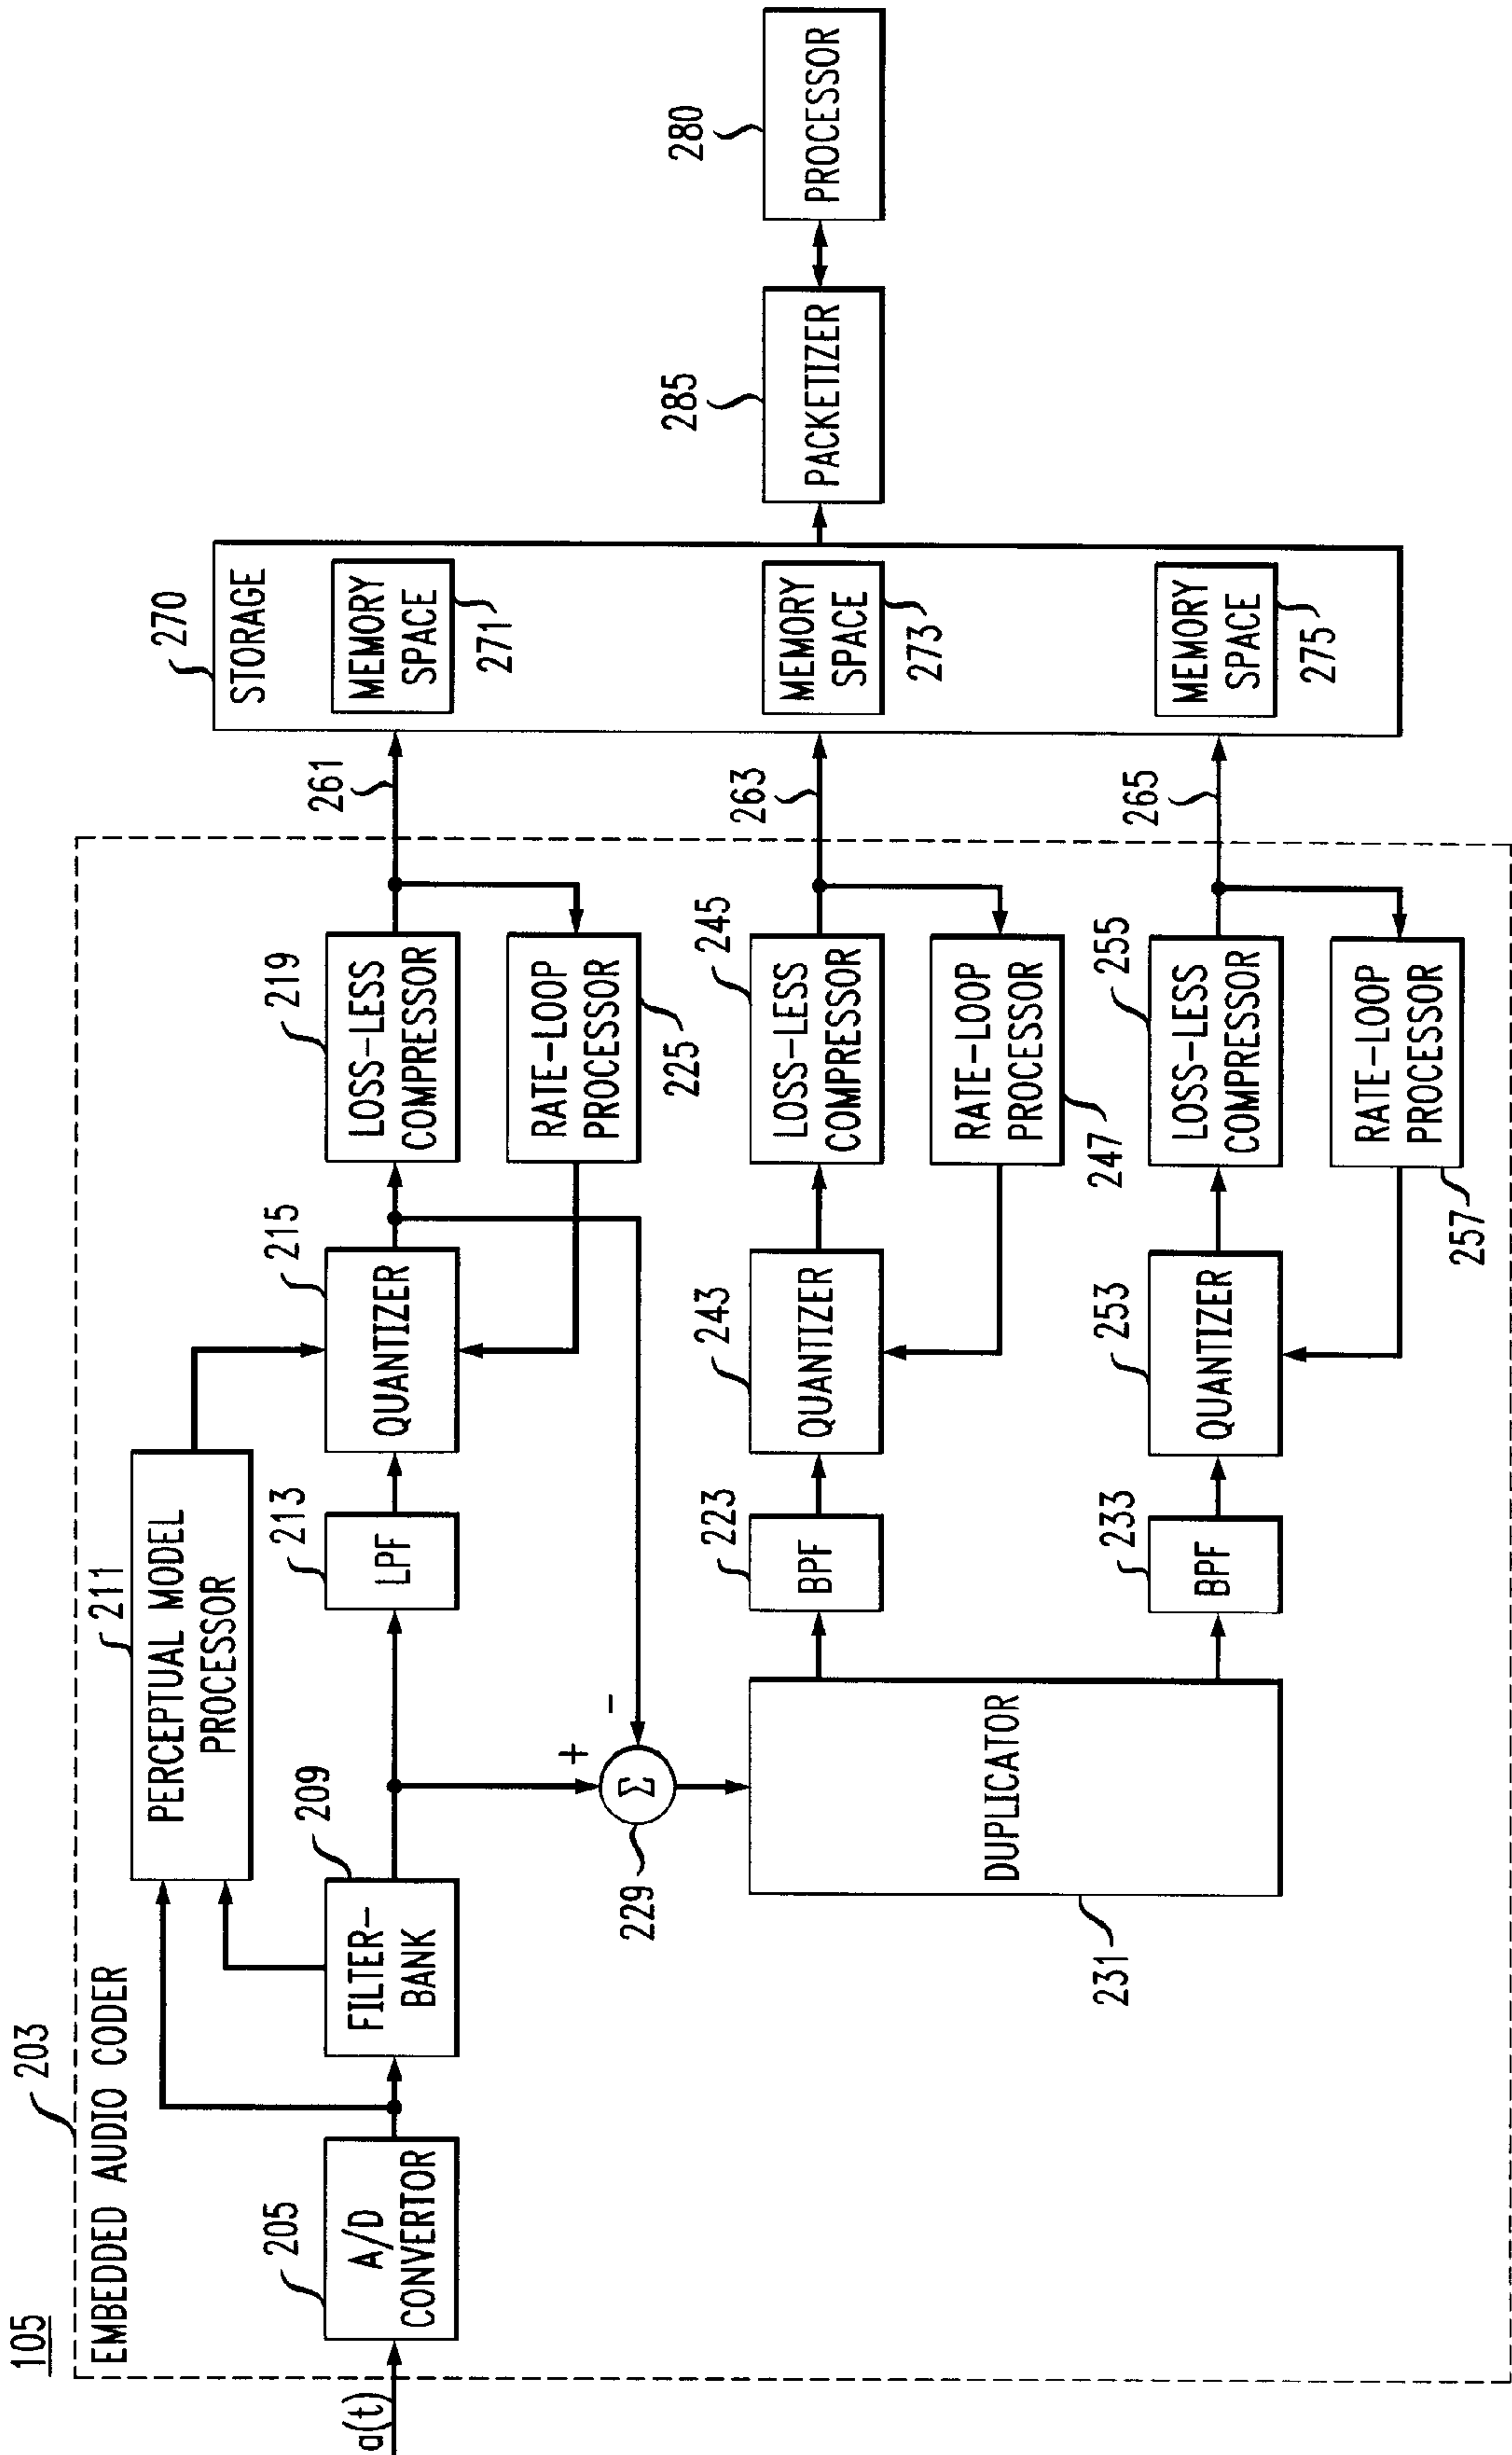 105
203
EMBEDDED AUDIO CODER
a(t)
205
A/D
CONVERTOR
209
FILTER-
BANK
211
PERCEPTUAL MODEL
PROCESSOR
213
LPF
215
QUANTIZER
219
LOSS-LESS
COMPRESSOR
RATE-LOOP
PROCESSOR
225
261
+
-
Σ
229
DUPLICATOR
231
223
BPF
243
QUANTIZER
245
LOSS-LESS
COMPRESSOR
RATE-LOOP
PROCESSOR
247
263
233
BPF
253
QUANTIZER
255
LOSS-LESS
COMPRESSOR
RATE-LOOP
PROCESSOR
257
265
270
STORAGE
MEMORY
SPACE
271
MEMORY
SPACE
273
MEMORY
SPACE
275
285
PACKETIZER
280
PROCESSOR